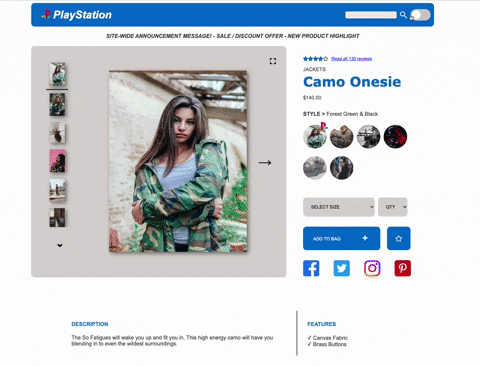 PlayStation
SITE-WIDE ANNOUNCEMENT MESSAGE! - SALE / DISCOUNT OFFER - NEW PRODUCT HIGHLIGHT
Read all 130 reviews
JACKETS
Camo Onesie
$140.00
STYLE > Forest Green & Black
SELECT SIZE
QTY
ADD TO BAG +
DESCRIPTION
The So Fatigues will wake you up and fit you in. This high energy camo will have
you blending in to even the wildest surroundings.
FEATURES
✓ Canvas Fabric
✓ Brass Buttons